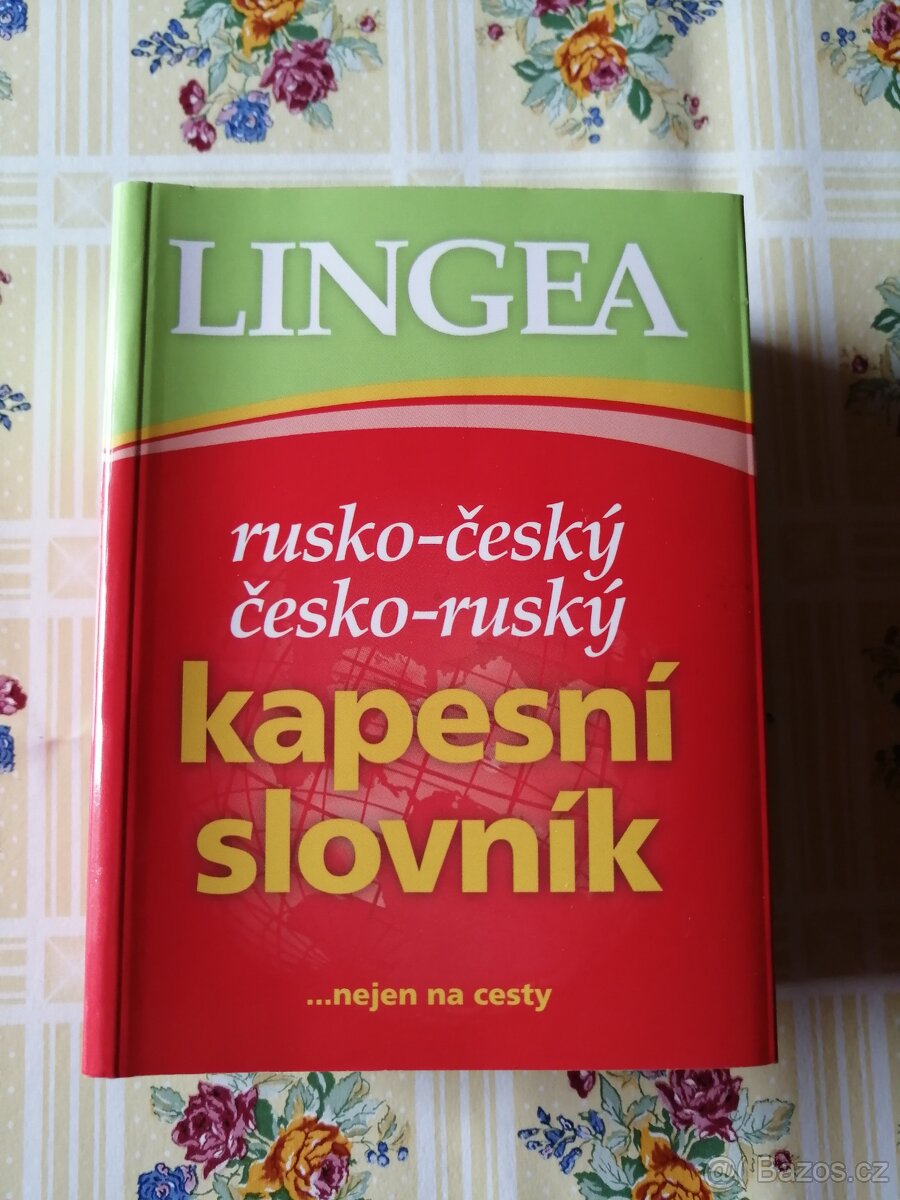 LINGEA
rusko-český
česko-ruský
kapesní
slovník
...nejen na cesty
Bazos.cz